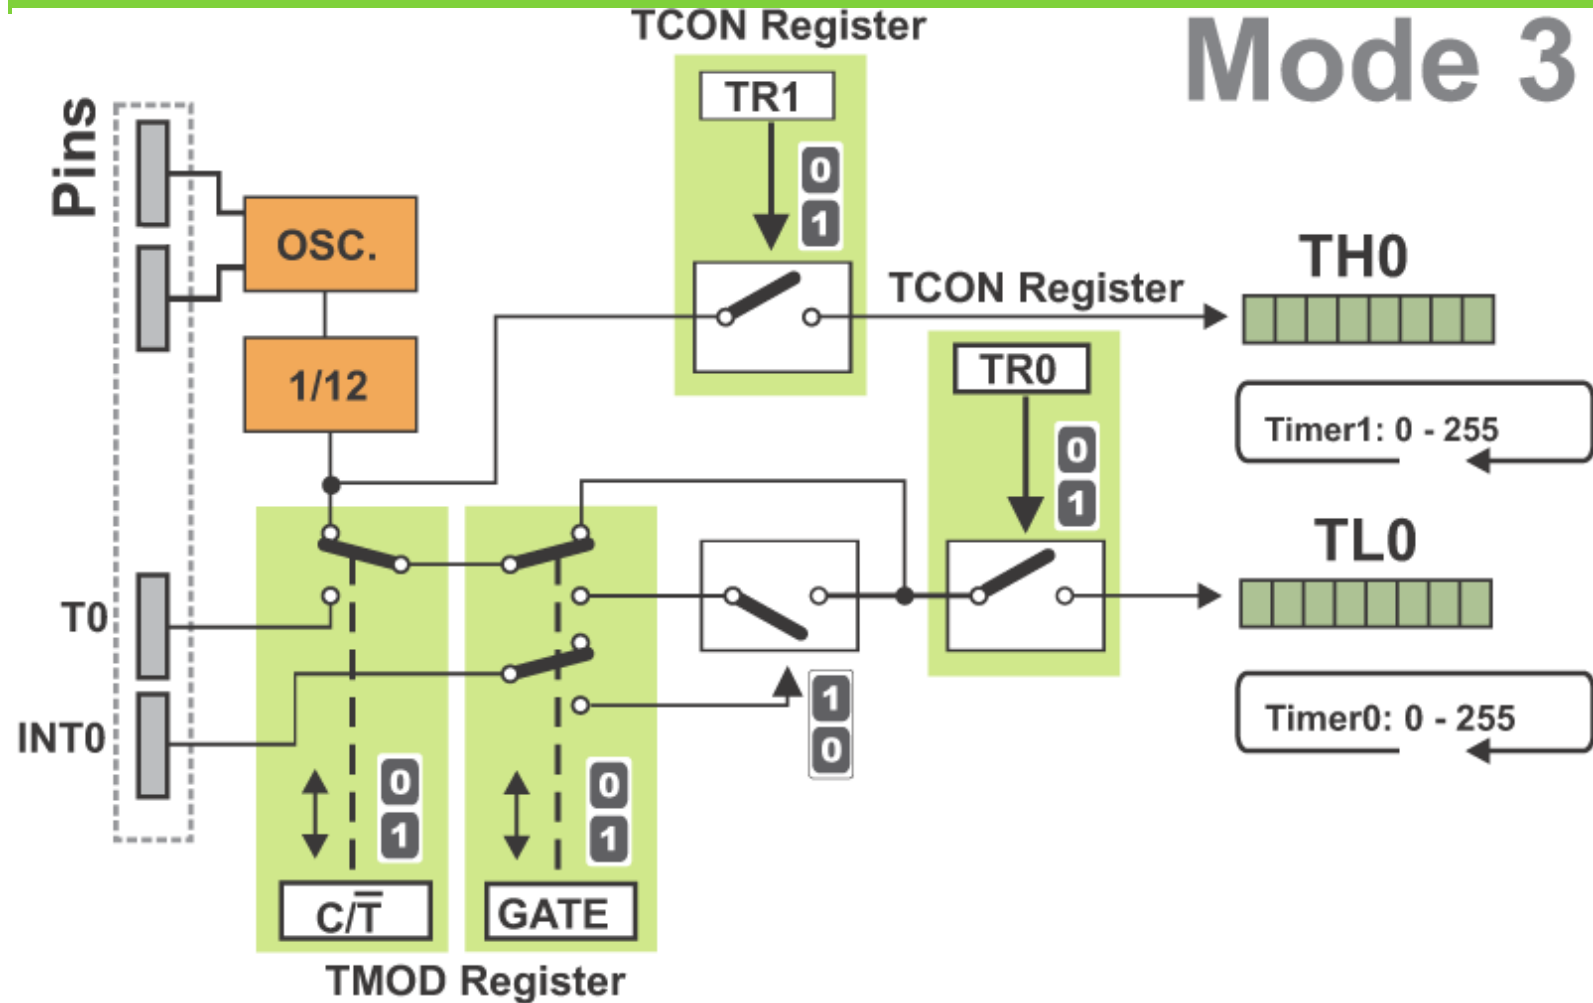 TCON Register
Mode 3
Pins
TR1
0
1
OSC.
TH0
TCON Register
1/12
TR0
Timer1: 0 - 255
0
1
TL0
T0
INT0
1
0
Timer0: 0 - 255
0
1
0
1
C/T̅
GATE
TMOD Register